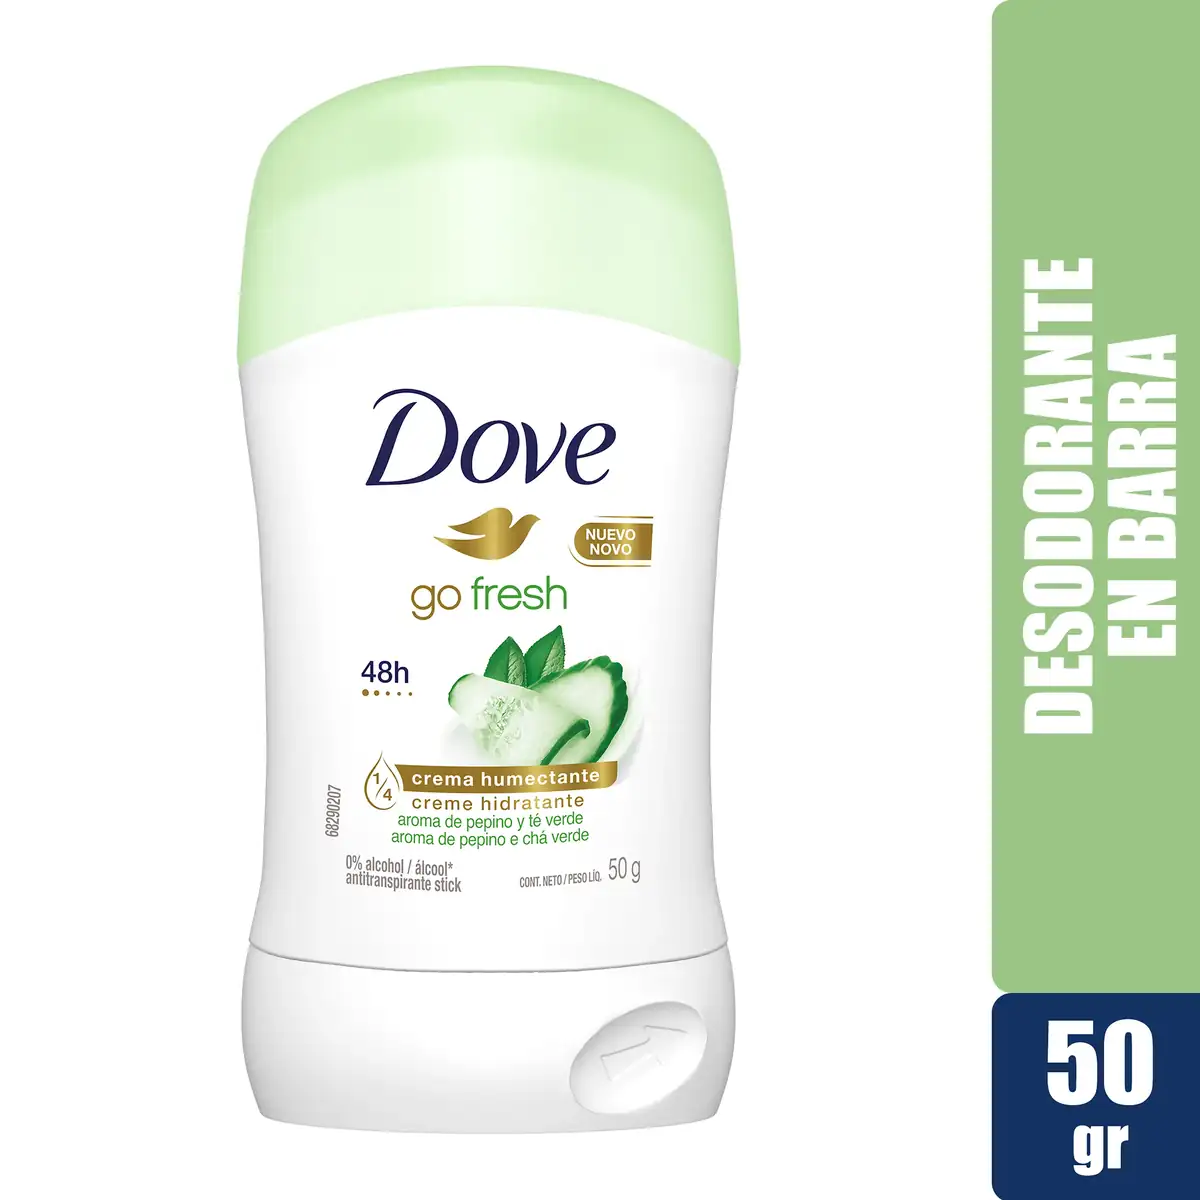 Dove
NUEVO
NOVO
go fresh
48h
1/4
crema humectante
creme hidratante
aroma de pepino y té verde
aroma de pepino e chá verde
68290207
0% alcohol / álcool*
antitranspirante stick
CONT. NETO / PESO LÍQ. 50 g
DESODORANTE
EN BARRA
50
gr